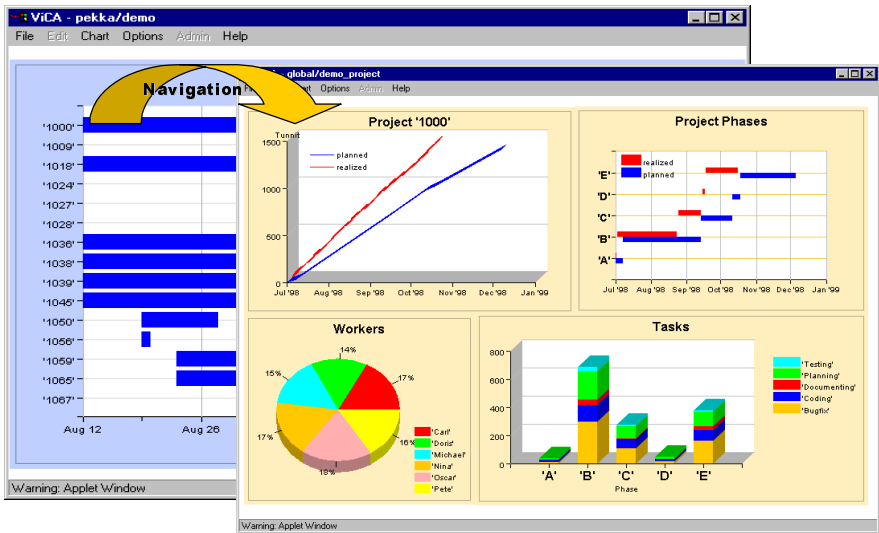 ViCA - pekka/demo
File Edit Chart Options Admin Help
Navigation
'1000'
'1009'
'1018'
'1024'
'1027'
'1031'
'1036'
'1038'
'1039'
'1045'
'1050'
'1056'
'1059'
'1065'
'1067'
Aug 12 Aug 26
Warning: Applet Window
- global/demo_project
Options Admin Help
Project '1000'
Tunnit
planned
realized
1500
1000
500
0
Jul '98 Aug '98 Sep '98 Oct '98 Nov '98 Dec '98 Jan '99
Project Phases
realized
planned
'E'
'D'
'C'
'B'
'A'
Jul '98 Aug '98 Sep '98 Oct '98 Nov '98 Dec '98 Jan '99
Workers
14%
17%
15%
17%
16%
18%
'Carl'
'Doris'
'Michael'
'Nina'
'Oscar'
'Pete'
Tasks
800
600
400
200
0
'A' 'B' 'C' 'D' 'E'
Phase
'Testing'
'Planning'
'Documenting'
'Coding'
'Bugfix'
Warning: Applet Window